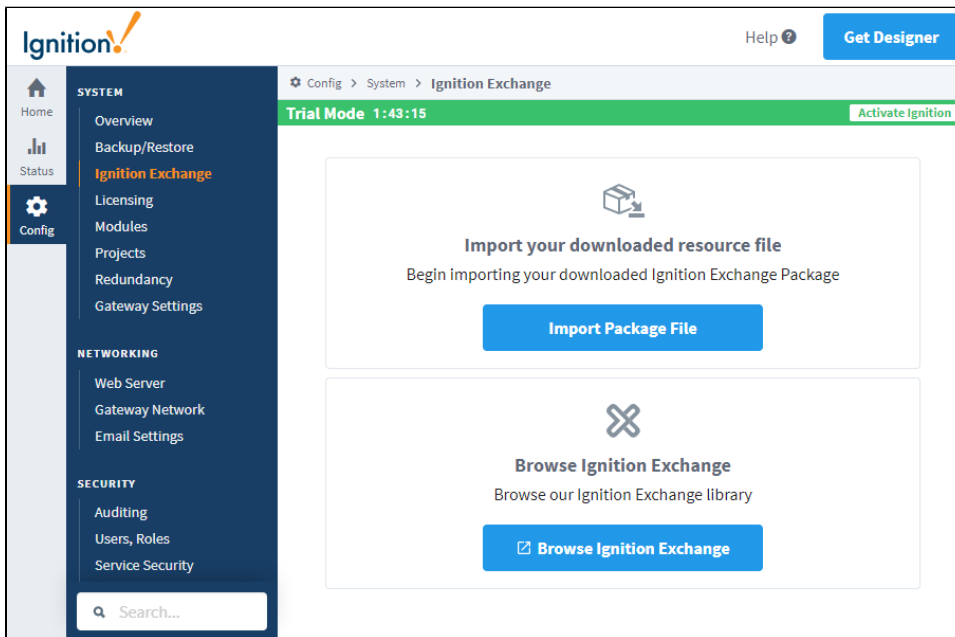 Ignition!
Help ?
Get Designer
Home
Status
Config
SYSTEM
Overview
Backup/Restore
Ignition Exchange
Licensing
Modules
Projects
Redundancy
Gateway Settings
NETWORKING
Web Server
Gateway Network
Email Settings
SECURITY
Auditing
Users, Roles
Service Security
Search...
Config > System > Ignition Exchange
Trial Mode 1:43:15
Activate Ignition
Import your downloaded resource file
Begin importing your downloaded Ignition Exchange Package
Import Package File
Browse Ignition Exchange
Browse our Ignition Exchange library
Browse Ignition Exchange